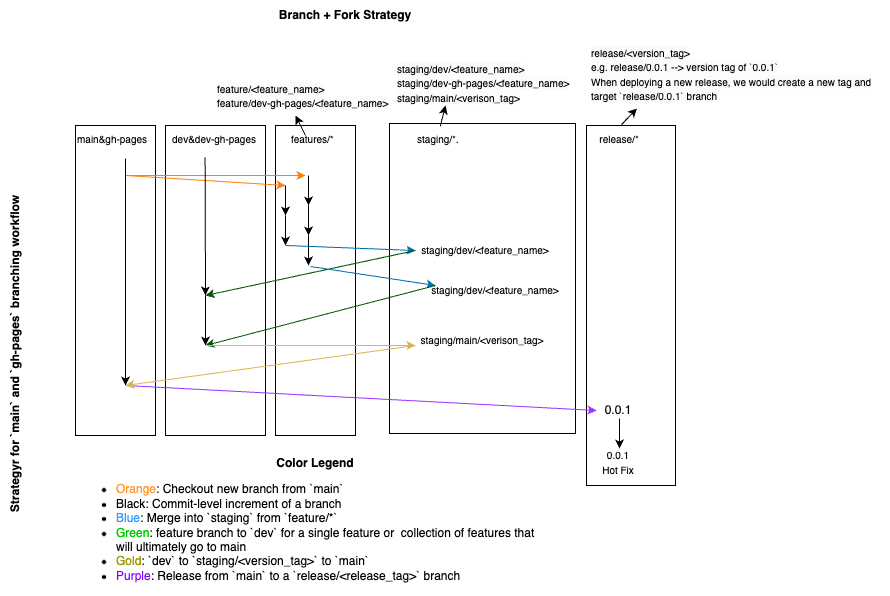 Branch + Fork Strategy
release/<version_tag>
e.g. release/0.0.1 --> version tag of `0.0.1`
When deploying a new release, we would create a new tag and
target `release/0.0.1` branch
staging/dev/<feature_name>
staging/dev-gh-pages/<feature_name>
staging/main/<verison_tag>
feature/<feature_name>
feature/dev-gh-pages/<feature_name>
main&gh-pages
dev&dev-gh-pages
features/*
staging/*.
release/*
Strategyr for `main` and `gh-pages` branching workflow
staging/dev/<feature_name>
staging/dev/<feature_name>
staging/main/<verison_tag>
0.0.1
0.0.1
Hot Fix
Color Legend
• Orange: Checkout new branch from `main`
• Black: Commit-level increment of a branch
• Blue: Merge into `staging` from `feature/*`
• Green: feature branch to `dev` for a single feature or collection of features that
will ultimately go to main
• Gold: `dev` to `staging/<version_tag>` to `main`
• Purple: Release from `main` to a `release/<release_tag>` branch